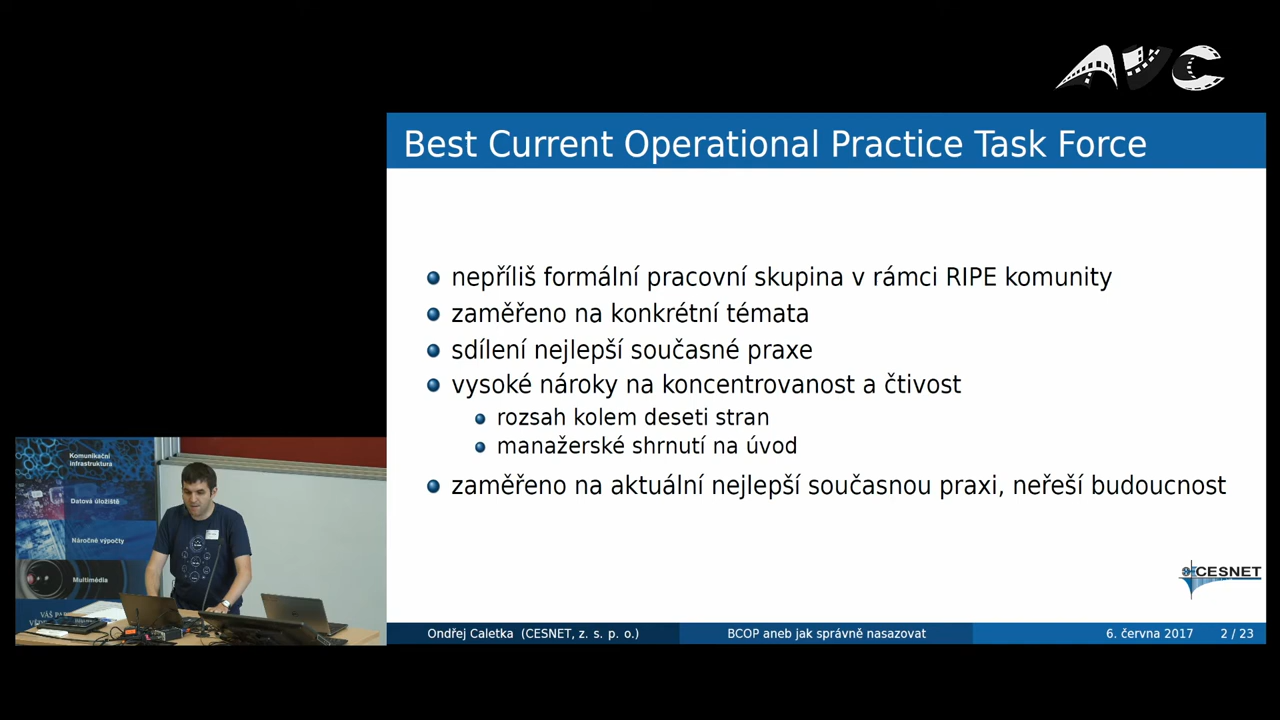 AVC
Best Current Operational Practice Task Force
nepříliš formální pracovní skupina v rámci RIPE komunity
zaměřeno na konkrétní témata
sdílení nejlepší současné praxe
vysoké nároky na koncentrovanost a čtivost
rozsah kolem deseti stran
manažerské shrnutí na úvod
zaměřeno na aktuální nejlepší současnou praxi, neřeší budoucnost
CESNET
Ondřej Caletka (CESNET, z. s. p. o.)
BCOP aneb jak správně nasazovat
6. června 2017
2 / 23
Komunikační
infrastruktura
Datová úložiště
Náročné výpočty
Multimédia
VÁŠ